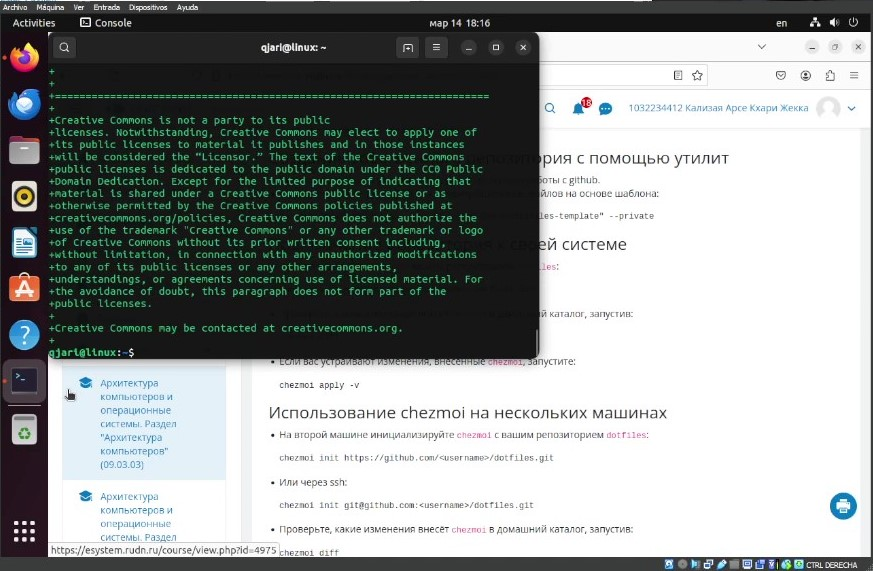 Archivo Máquina Ver Entrada Dispositivos Ayuda
Activities Console мар 14 18:16 en
qjari@linux: ~
+
+
+=======================================================================
+
+Creative Commons is not a party to its public
+licenses. Notwithstanding, Creative Commons may elect to apply one of
+its public licenses to material it publishes and in those instances
+will be considered the “Licensor.” The text of the Creative Commons
+public licenses is dedicated to the public domain under the CC0 Public
+Domain Dedication. Except for the limited purpose of indicating that
+material is shared under a Creative Commons public license or as
+otherwise permitted by the Creative Commons policies published at
+creativecommons.org/policies, Creative Commons does not authorize the
+use of the trademark "Creative Commons" or any other trademark or logo
+of Creative Commons without its prior written consent including,
+without limitation, in connection with any unauthorized modifications
+to any of its public licenses or any other arrangements,
+understandings, or agreements concerning use of licensed material. For
+the avoidance of doubt, this paragraph does not form part of the
+public licenses.
+
+Creative Commons may be contacted at creativecommons.org.
+
qjari@linux:~$
18
1032234412 Кализая Арсе Кхари Жекка
репозитория с помощью утилит
работы с github.
файлов на основе шаблона:
les-template" --private
своей системе
les:
ний каталог, запустив:
Если вас устраивают изменения, внесённые chezmoi, запустите:
chezmoi apply -v
Использование chezmoi на нескольких машинах
На второй машине инициализируйте chezmoi с вашим репозиторием dotfiles:
chezmoi init https://github.com/<username>/dotfiles.git
Или через ssh:
chezmoi init git@github.com:<username>/dotfiles.git
Проверьте, какие изменения внесёт chezmoi в домашний каталог, запустив:
chezmoi diff
Архитектура
компьютеров и
операционные
системы. Раздел
"Архитектура
компьютеров"
(09.03.03)
Архитектура
компьютеров и
операционные
системы. Раздел
https://esystem.rudn.ru/course/view.php?id=4975
CTRL DERECHA